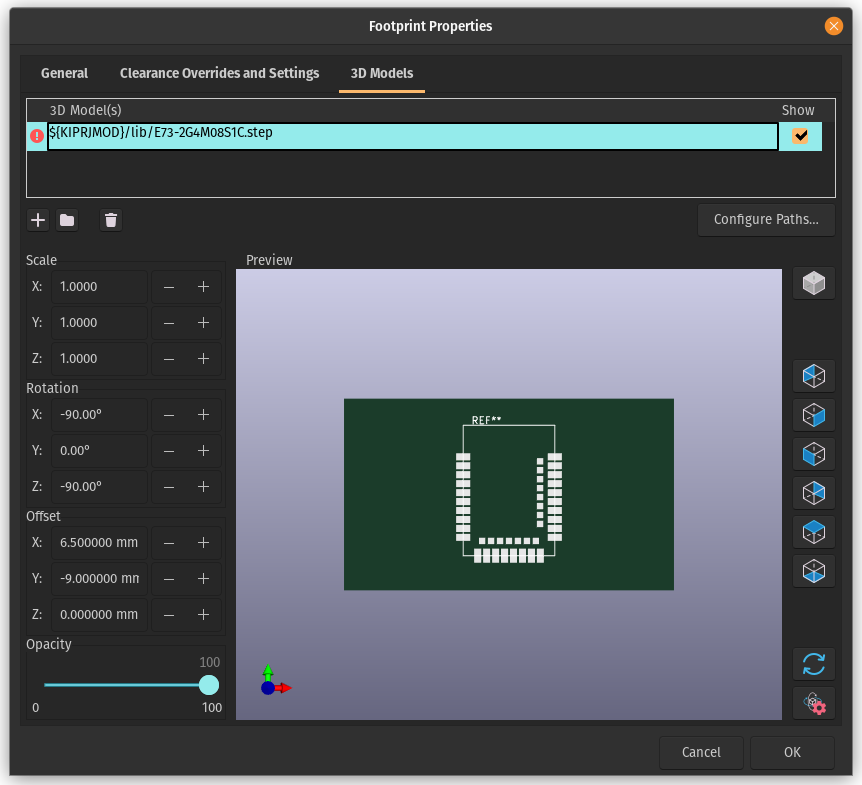 Footprint Properties
General Clearance Overrides and Settings 3D Models
3D Model(s) Show
${KIPRJMOD}/lib/E73-2G4M08S1C.step
Configure Paths...
Scale
X: 1.0000
Y: 1.0000
Z: 1.0000
Rotation
X: -90.00°
Y: 0.00°
Z: -90.00°
Offset
X: 6.500000 mm
Y: -9.000000 mn
Z: 0.000000 mm
Opacity
100
0 100
Preview
REF**
Cancel OK